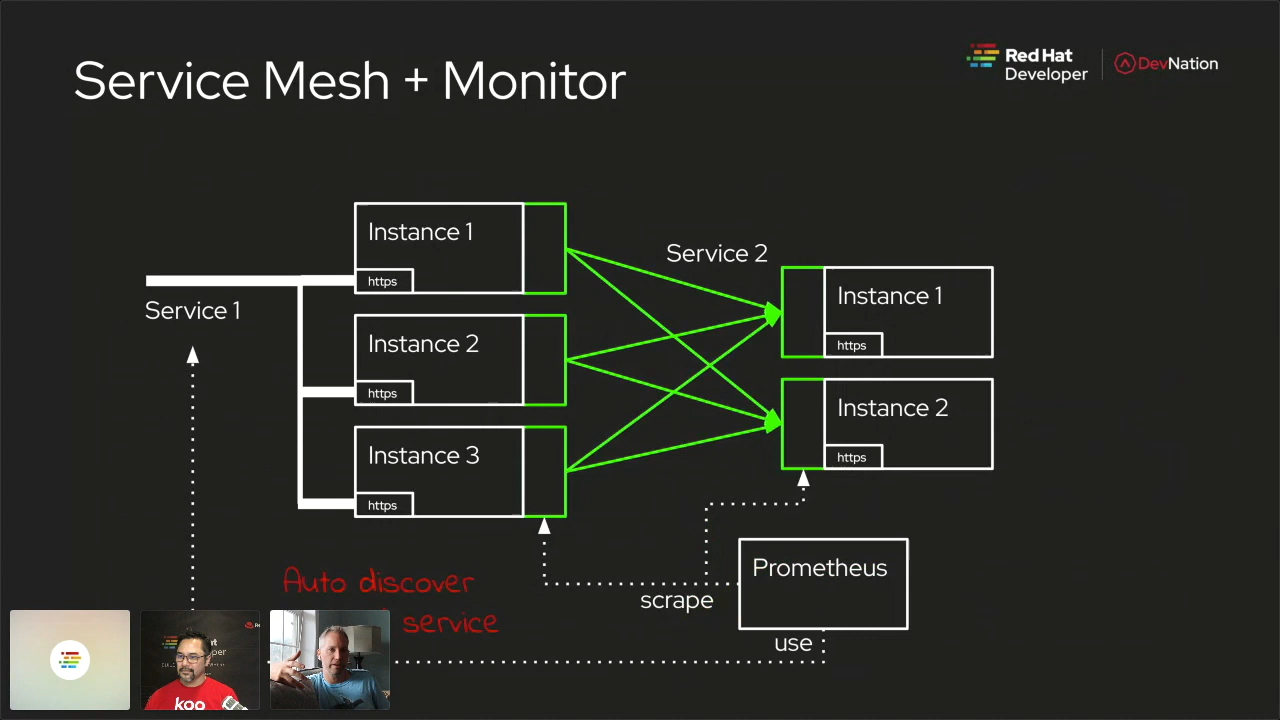 Service Mesh + Monitor
Red Hat
Developer
DevNation
Instance 1
https
Service 1
Instance 2
https
Instance 3
https
Service 2
Instance 1
https
Instance 2
https
Auto discover
service
scrape
Prometheus
use
koo